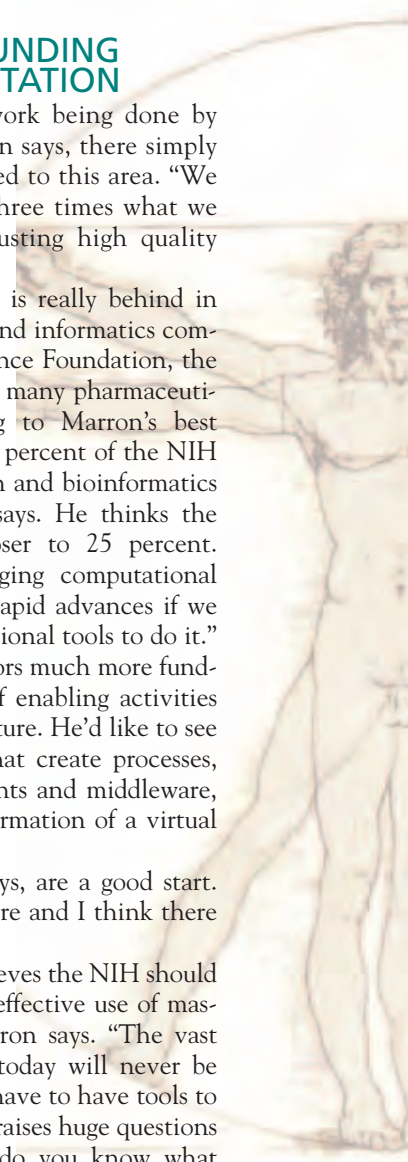 UNDING
TATION
ork being done by
n says, there simply
ed to this area. “We
hree times what we
usting high quality
is really behind in
nd informatics com-
nce Foundation, the
many pharmaceuti-
g to Marron’s best
percent of the NIH
n and bioinformatics
says. He thinks the
oser to 25 percent.
ging computational
apid advances if we
ional tools to do it.”
ors much more fund-
f enabling activities
ture. He’d like to see
hat create processes,
nts and middleware,
rmation of a virtual
ys, are a good start.
re and I think there
eves the NIH should
effective use of mas-
ron says. “The vast
today will never be
have to have tools to
raises huge questions
do you know what